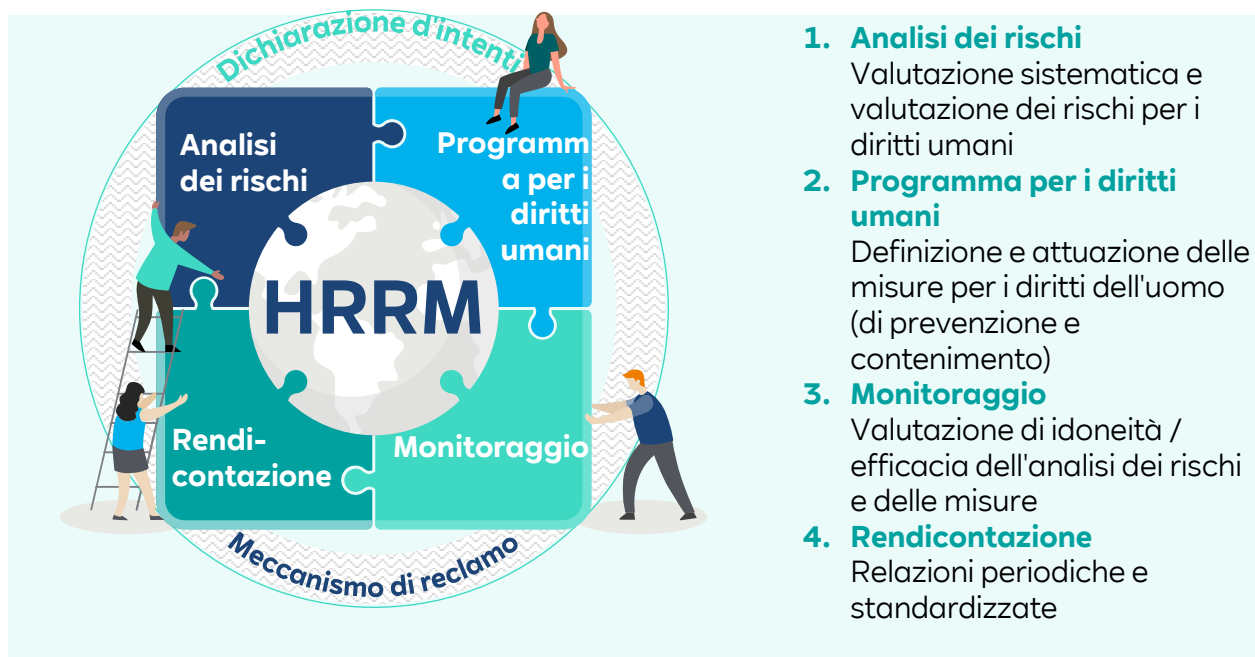 Dichiarazione d'intenti
Analisi
dei rischi
Programm
a per i
diritti
umani
HRRM
Rendi-
contazione
Monitoraggio
Meccanismo di reclamo
1. Analisi dei rischi
Valutazione sistematica e
valutazione dei rischi per i
diritti umani
2. Programma per i diritti
umani
Definizione e attuazione delle
misure per i diritti dell'uomo
(di prevenzione e
contenimento)
3. Monitoraggio
Valutazione di idoneità /
efficacia dell'analisi dei rischi
e delle misure
4. Rendicontazione
Relazioni periodiche e
standardizzate